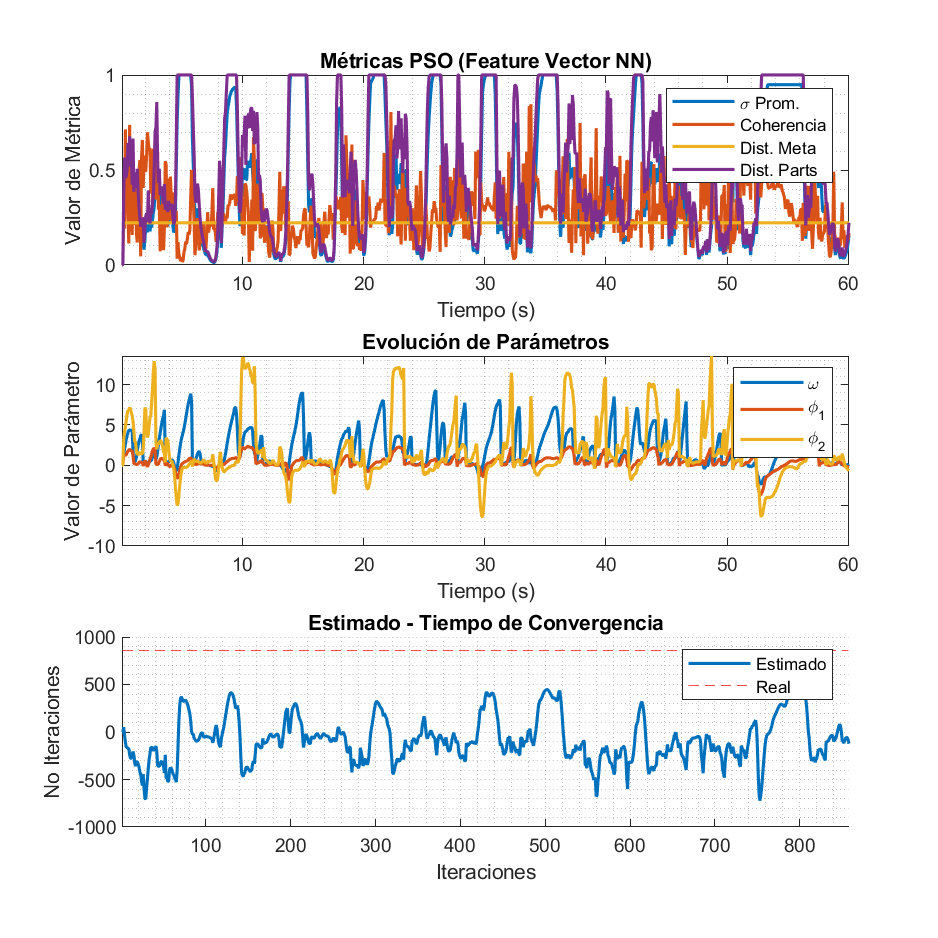 Métricas PSO (Feature Vector NN)
1
0.5
0
Valor de Métrica
σ Prom.
Coherencia
Dist. Meta
Dist. Parts
10 20 30 40 50 60
Tiempo (s)
Evolución de Parámetros
10
5
0
-5
-10
Valor de Parámetro
ω
ϕ1
ϕ2
10 20 30 40 50 60
Tiempo (s)
Estimado - Tiempo de Convergencia
1000
500
0
-500
-1000
No Iteraciones
Estimado
Real
100 200 300 400 500 600 700 800
Iteraciones